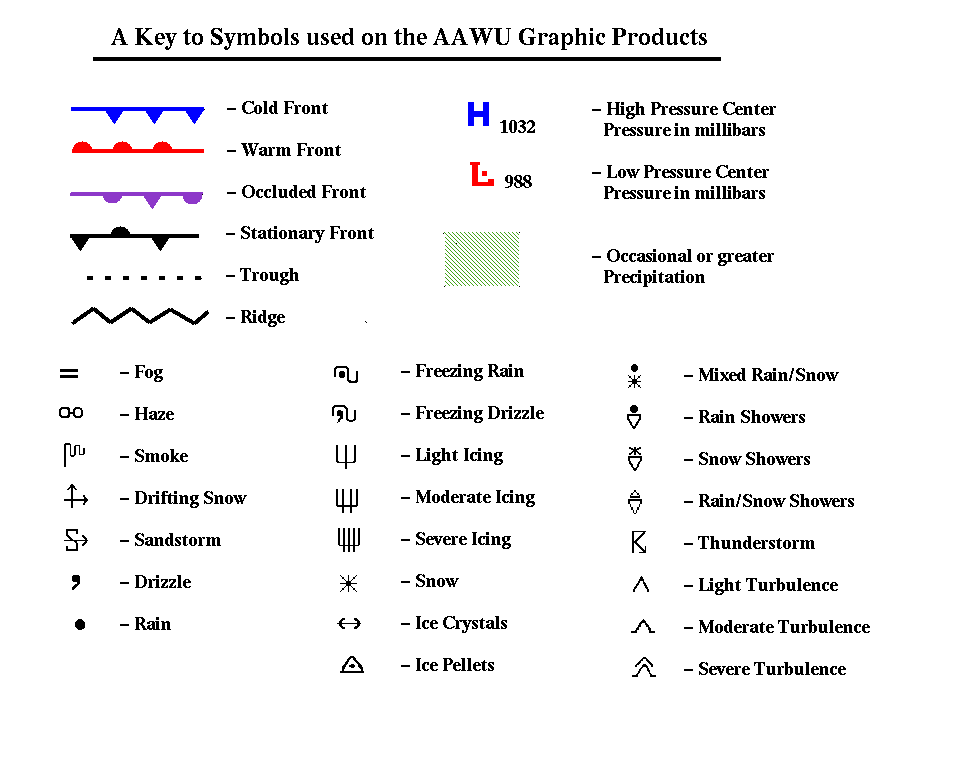 A Key to Symbols used on the AAWU Graphic Products
– Cold Front
– Warm Front
– Occluded Front
– Stationary Front
– Trough
– Ridge
H 1032
– High Pressure Center
Pressure in millibars
L 988
– Low Pressure Center
Pressure in millibars
– Occasional or greater
Precipitation
– Fog
– Haze
– Smoke
– Drifting Snow
– Sandstorm
– Drizzle
– Rain
– Freezing Rain
– Freezing Drizzle
– Light Icing
– Moderate Icing
– Severe Icing
– Snow
– Ice Crystals
– Ice Pellets
– Mixed Rain/Snow
– Rain Showers
– Snow Showers
– Rain/Snow Showers
– Thunderstorm
– Light Turbulence
– Moderate Turbulence
– Severe Turbulence